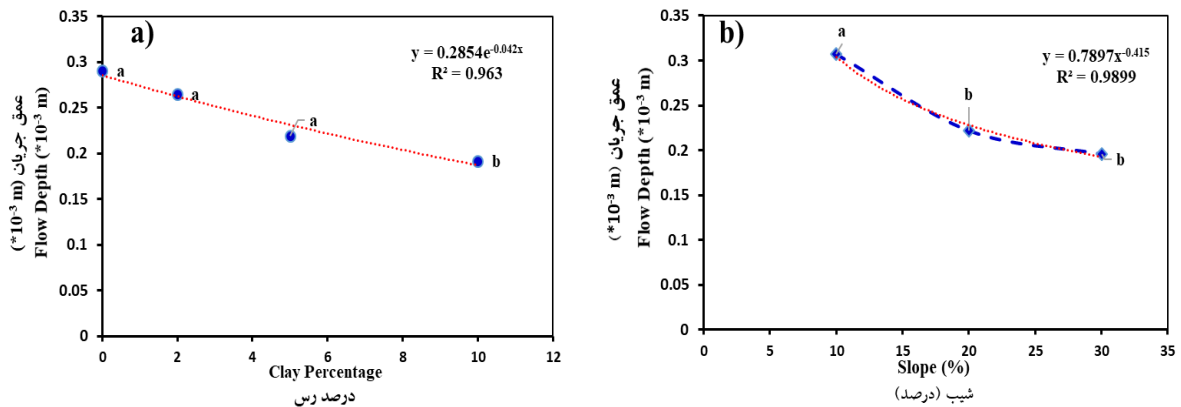 a)
y = 0.2854e^-0.042x
R² = 0.963
عمق جریان (*10⁻³ m)
Flow Depth (*10⁻³ m)
0.35
0.3
0.25
0.2
0.15
0.1
0.05
0
a
a
a
b
0 2 4 6 8 10 12
Clay Percentage
درصد رس
b)
y = 0.7897x^-0.415
R² = 0.9899
عمق جریان (*10⁻³ m)
Flow Depth (*10⁻³ m)
0.35
0.3
0.25
0.2
0.15
0.1
0.05
0
a
b
b
0 5 10 15 20 25 30 35
Slope (%)
شیب (درصد)